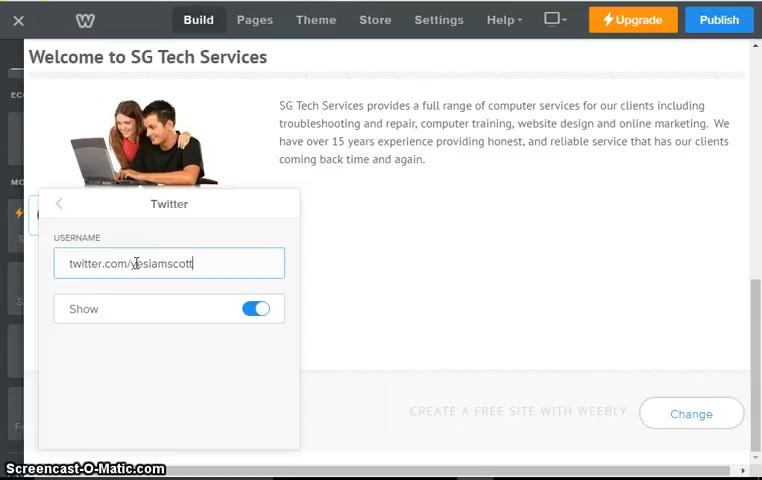 Build Pages Theme Store Settings Help Upgrade Publish
Welcome to SG Tech Services
SG Tech Services provides a full range of computer services for our clients including
troubleshooting and repair, computer training, website design and online marketing. We
have over 15 years experience providing honest, and reliable service that has our clients
coming back time and again.
Twitter
USERNAME
twitter.com/yesiamscott
Show
CREATE A FREE SITE WITH WEEBLY
Change
Screencast-O-Matic.com